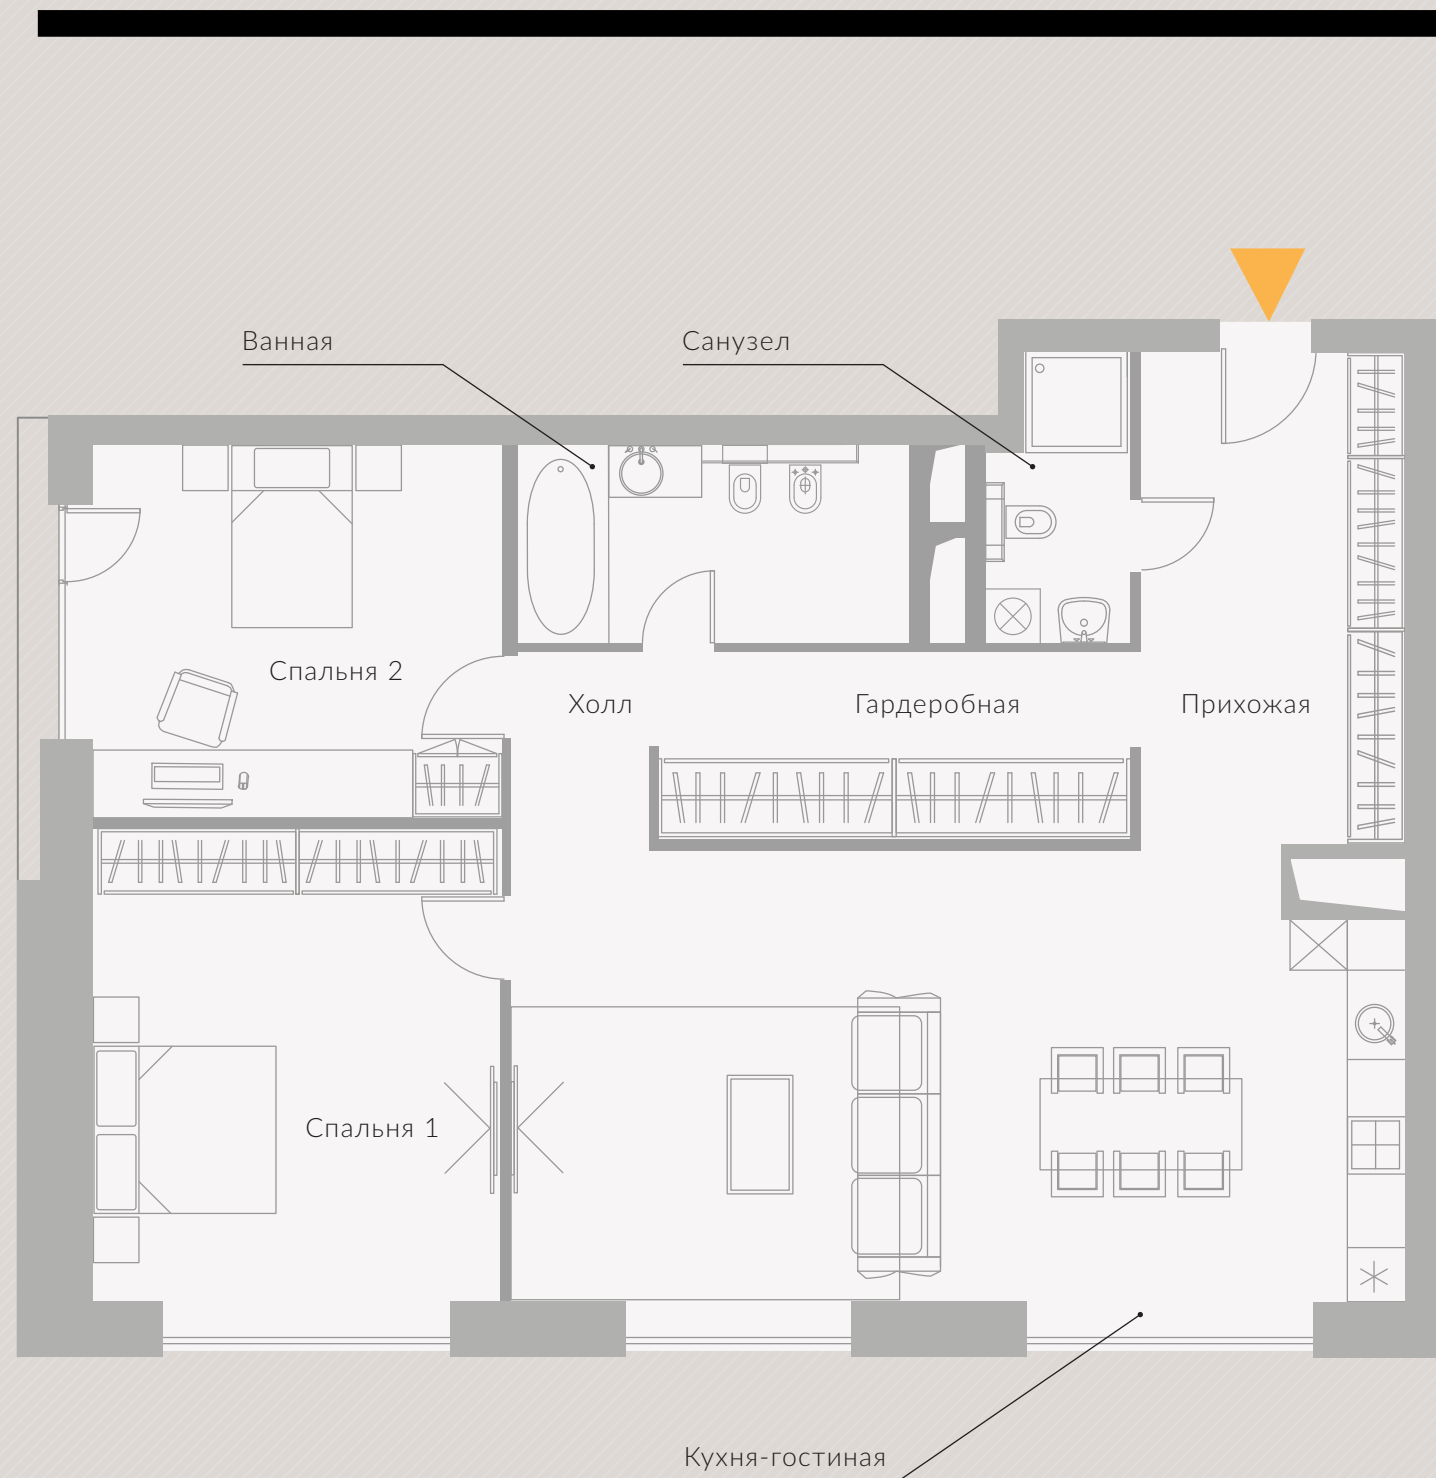 Ванная
Санузел
Спальня 2
Холл
Гардеробная
Прихожая
Спальня 1
Кухня-гостиная